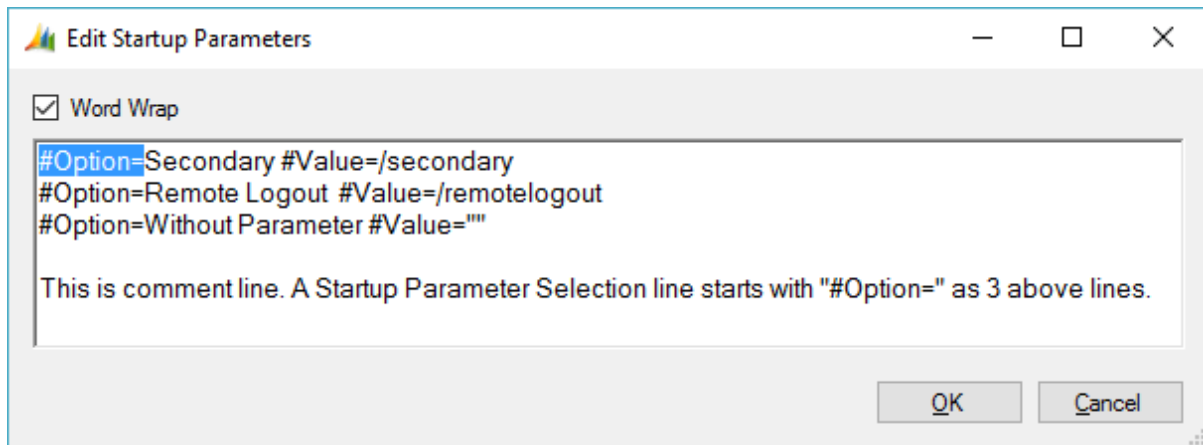 Edit Startup Parameters
Word Wrap
#Option=Secondary #Value=/secondary
#Option=Remote Logout  #Value=/remotelogout
#Option=Without Parameter #Value=""
This is comment line. A Startup Parameter Selection line starts with "#Option=" as 3 above lines.
OK
Cancel